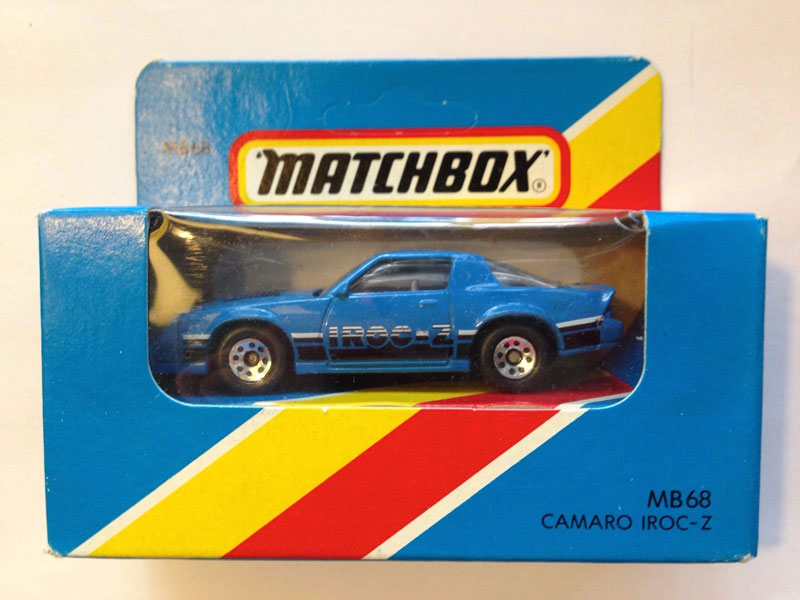 MB68
"MATCHBOX"®
IROC-Z
MB68
CAMARO IROC-Z